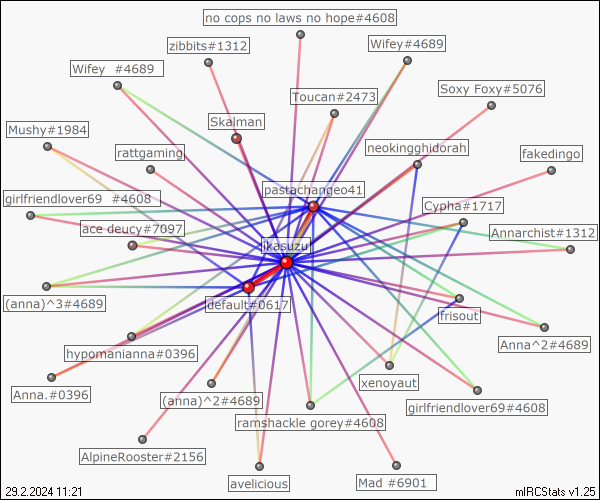 no cops no laws no hope#4608
zibbits#1312
Wifey#4689
Wifey  #4689
Toucan#2473
Soxy Foxy#5076
Skalman
Mushy#1984
neokingghidorah
rattgaming
fakedingo
pastachangeo41
girlfriendlover69  #4608
Cypha#1717
ace deucy#7097
Annarchist#1312
ikasuzu
(anna)^3#4689
default#0617
frisout
Anna^2#4689
hypomanianna#0396
xenoyaut
Anna.#0396
(anna)^2#4689
girlfriendlover69#4608
ramshackle gorey#4608
AlpineRooster#2156
avelicious
Mad #6901
29.2.2024 11:21
mIRCStats v1.25